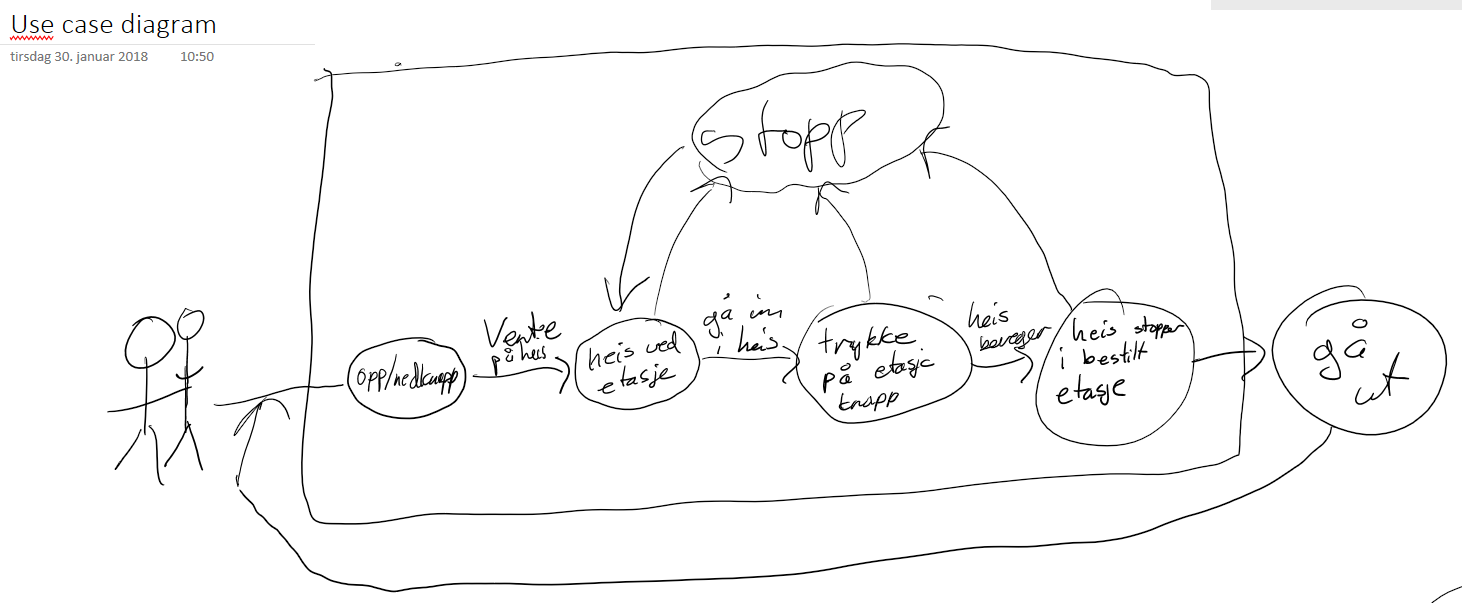 Use case diagram
tirsdag 30. januar 2018 10:50
stopp
opp/nedknapp
Vente
på heis
heis ved
etasje
gå inn
i heis
trykke
på etasje
knapp
heis
beveger
heis stopper
i bestilt
etasje
gå
ut